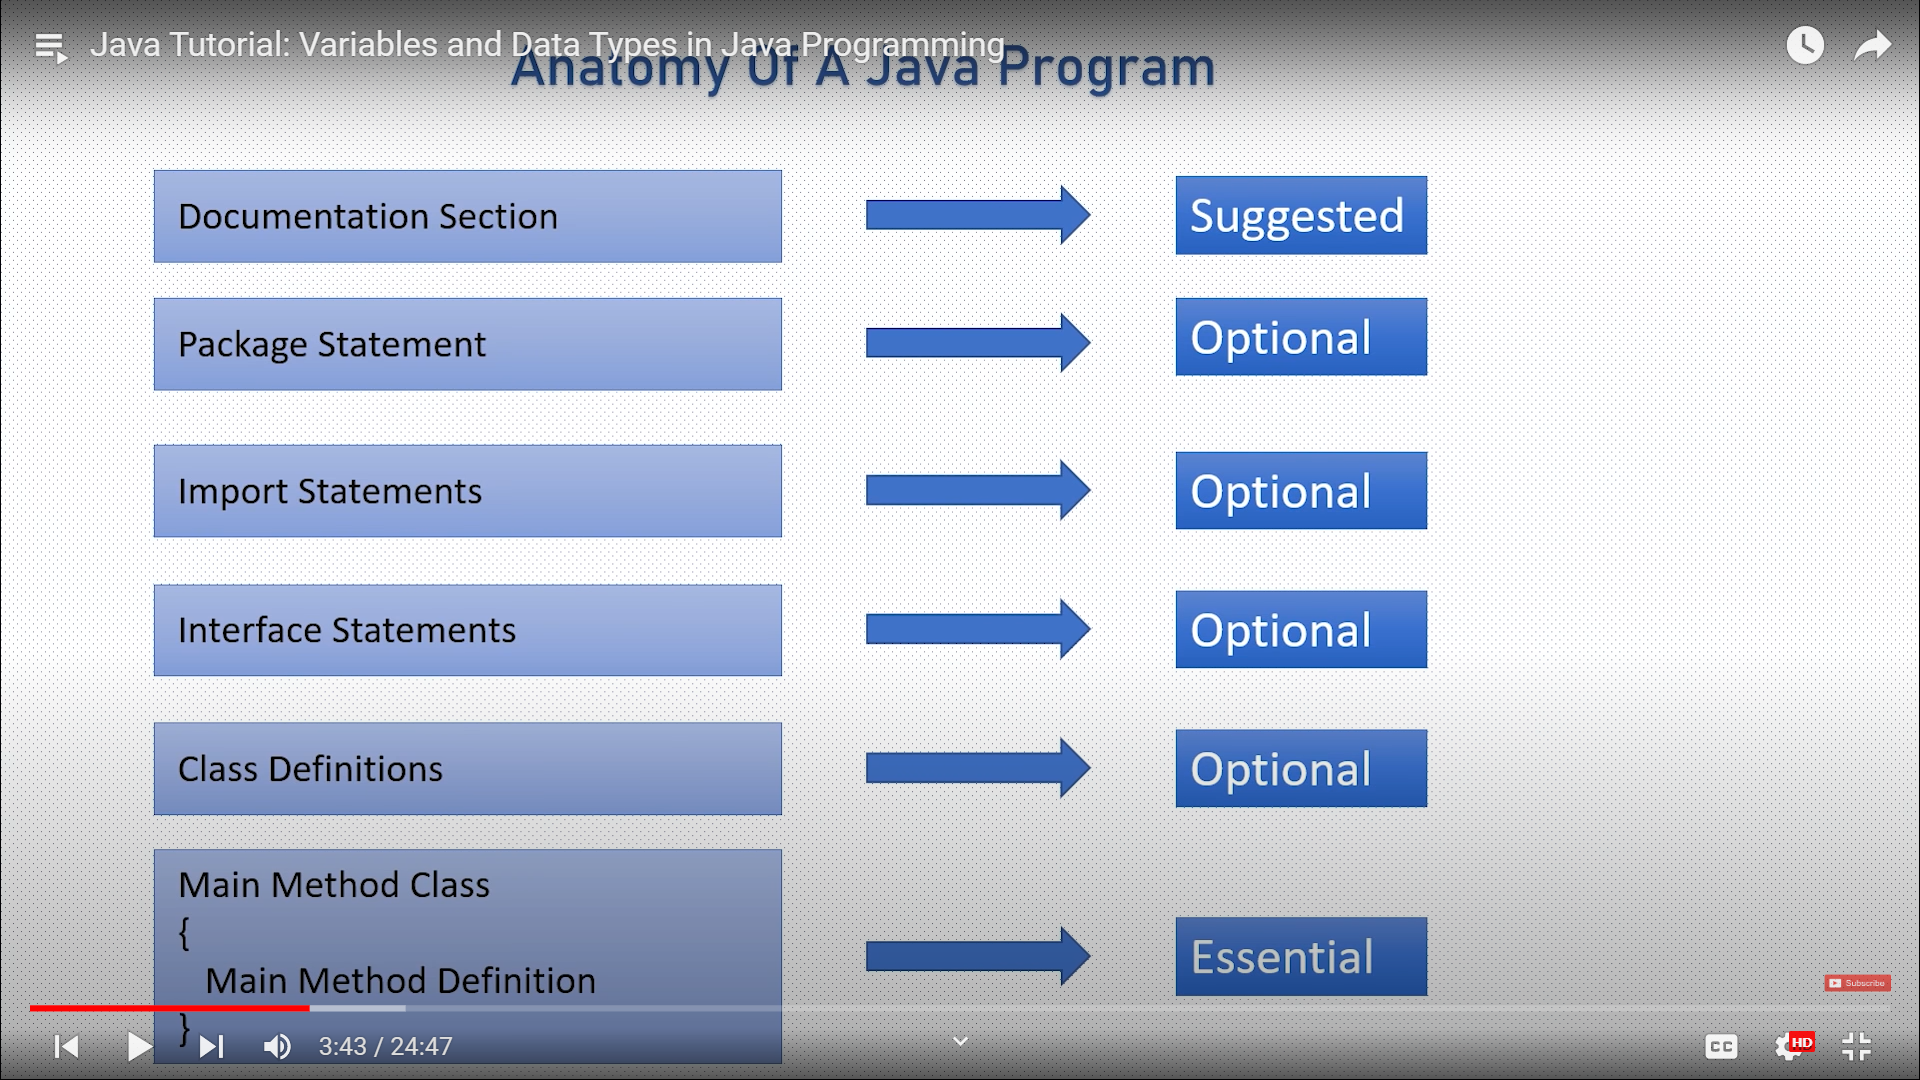 Java Tutorial: Variables and Data Types in Java Programming
Anatomy Of A Java Program
Documentation Section
Suggested
Package Statement
Optional
Import Statements
Optional
Interface Statements
Optional
Class Definitions
Optional
Main Method Class
{
Main Method Definition
}
Essential
Subscribe
3:43 / 24:47
CC
HD